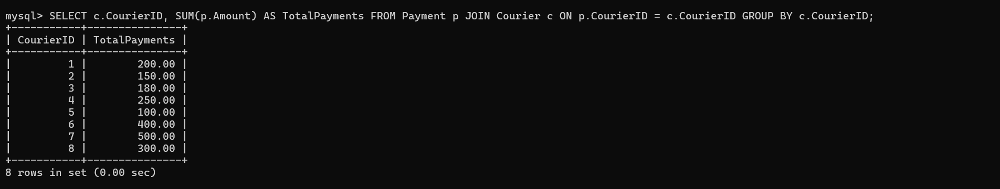 mysql> SELECT c.CourierID, SUM(p.Amount) AS TotalPayments FROM Payment p JOIN Courier c ON p.CourierID = c.CourierID GROUP BY c.CourierID;
+-----------+---------------+
| CourierID | TotalPayments |
+-----------+---------------+
|         1 |        200.00 |
|         2 |        150.00 |
|         3 |        180.00 |
|         4 |        250.00 |
|         5 |        100.00 |
|         6 |        400.00 |
|         7 |        500.00 |
|         8 |        300.00 |
+-----------+---------------+
8 rows in set (0.00 sec)